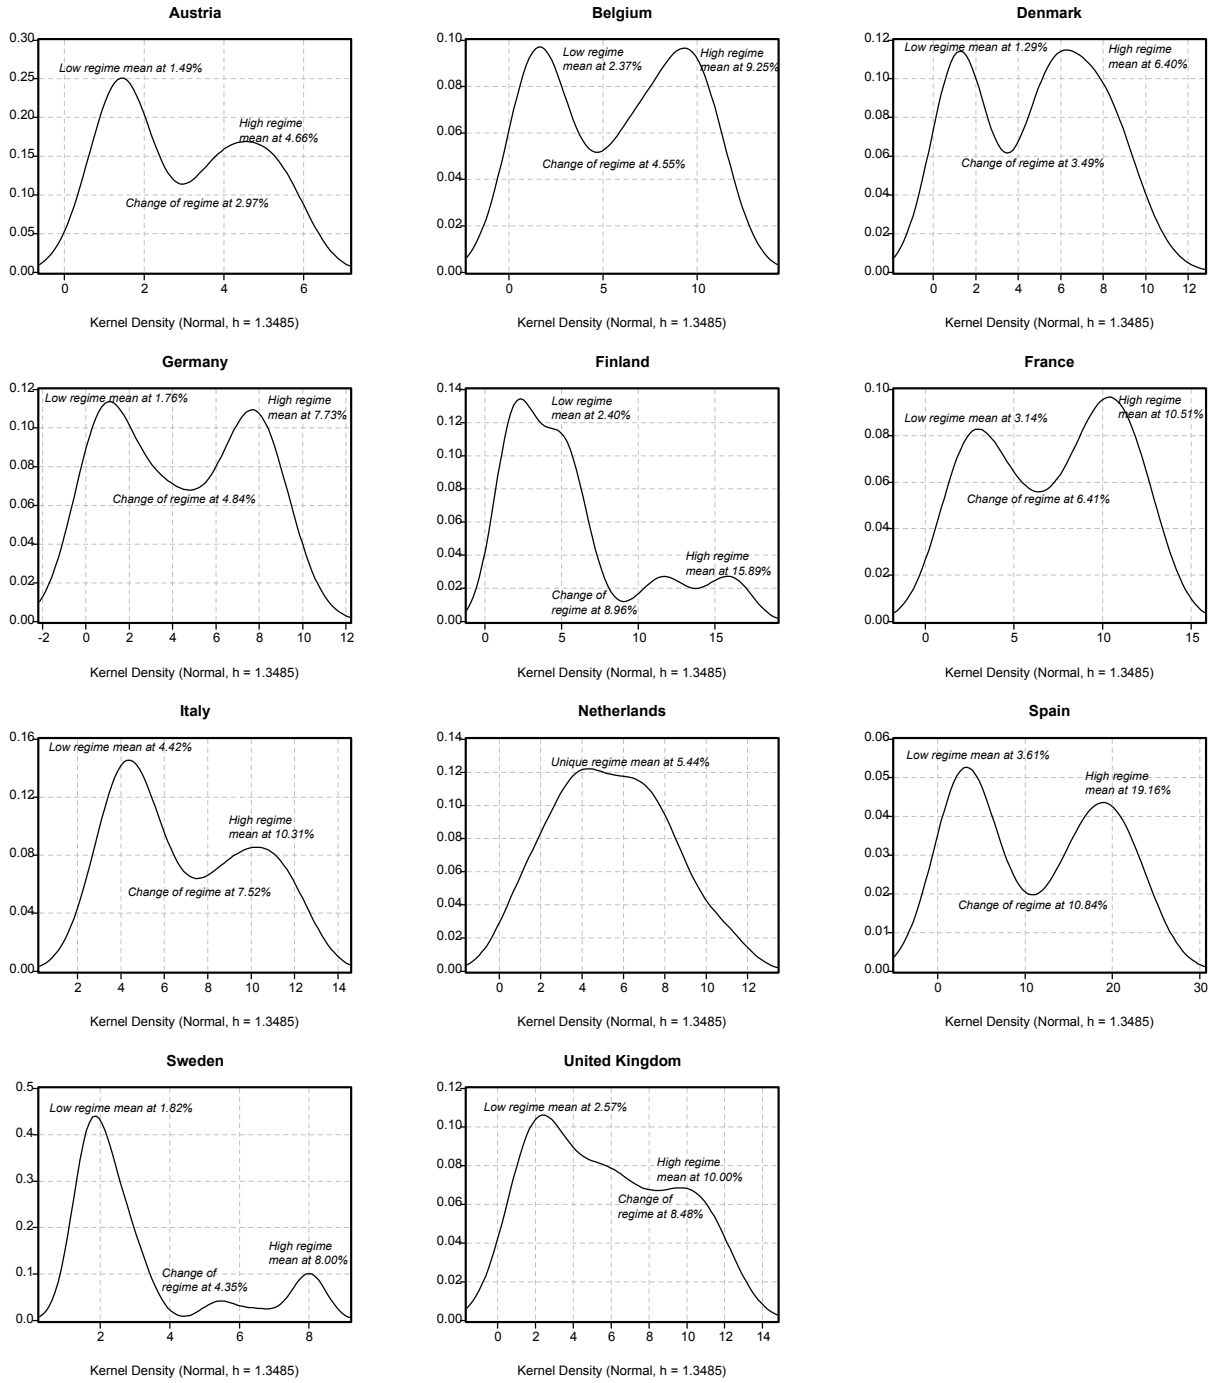 Austria
0.30
0.25
0.20
0.15
0.10
0.05
0.00
Low regime mean at 1.49%
High regime
mean at 4.66%
Change of regime at 2.97%
0 2 4 6
Kernel Density (Normal, h = 1.3485)
Belgium
0.10
0.08
0.06
0.04
0.02
0.00
Low regime
mean at 2.37%
High regime
mean at 9.25%
Change of regime at 4.55%
0 5 10
Kernel Density (Normal, h = 1.3485)
Denmark
0.12
0.10
0.08
0.06
0.04
0.02
0.00
Low regime mean at 1.29%
High regime
mean at 6.40%
Change of regime at 3.49%
0 2 4 6 8 10 12
Kernel Density (Normal, h = 1.3485)
Germany
0.12
0.10
0.08
0.06
0.04
0.02
0.00
Low regime mean at 1.76%
High regime
mean at 7.73%
Change of regime at 4.84%
-2 0 2 4 6 8 10 12
Kernel Density (Normal, h = 1.3485)
Finland
0.14
0.12
0.10
0.08
0.06
0.04
0.02
0.00
Low regime
mean at 2.40%
High regime
mean at 15.89%
Change of
regime at 8.96%
0 5 10 15
Kernel Density (Normal, h = 1.3485)
France
0.10
0.08
0.06
0.04
0.02
0.00
Low regime mean at 3.14%
High regime
mean at 10.51%
Change of regime at 6.41%
0 5 10 15
Kernel Density (Normal, h = 1.3485)
Italy
0.16
0.12
0.08
0.04
0.00
Low regime mean at 4.42%
High regime
mean at 10.31%
Change of regime at 7.52%
2 4 6 8 10 12 14
Kernel Density (Normal, h = 1.3485)
Netherlands
0.14
0.12
0.10
0.08
0.06
0.04
0.02
0.00
Unique regime mean at 5.44%
0 2 4 6 8 10 12
Kernel Density (Normal, h = 1.3485)
Spain
0.06
0.05
0.04
0.03
0.02
0.01
0.00
Low regime mean at 3.61%
High regime
mean at 19.16%
Change of regime at 10.84%
0 10 20 30
Kernel Density (Normal, h = 1.3485)
Sweden
0.5
0.4
0.3
0.2
0.1
0.0
Low regime mean at 1.82%
High regime
mean at 8.00%
Change of
regime at 4.35%
2 4 6 8
Kernel Density (Normal, h = 1.3485)
United Kingdom
0.12
0.10
0.08
0.06
0.04
0.02
0.00
Low regime mean at 2.57%
High regime
mean at 10.00%
Change of
regime at 8.48%
0 2 4 6 8 10 12 14
Kernel Density (Normal, h = 1.3485)